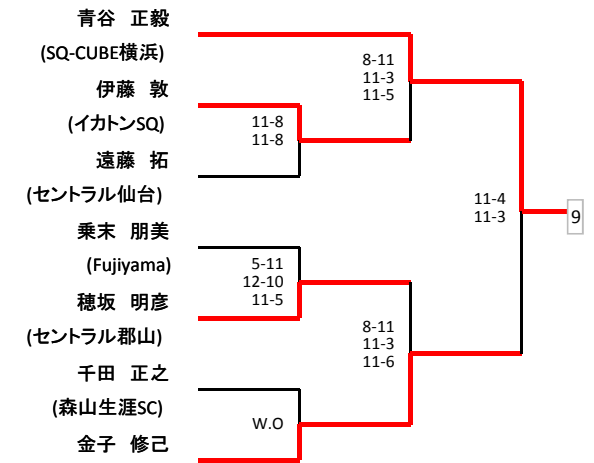 青谷　正毅
(SQ-CUBE横浜)
伊藤　敦
(イカトンSQ)
遠藤　拓
(セントラル仙台)
乗末　朋美
(Fujiyama)
穂坂　明彦
(セントラル郡山)
千田　正之
(森山生涯SC)
金子　修己
11-8
11-8
5-11
12-10
11-5
W.O
8-11
11-3
11-5
8-11
11-3
11-6
11-4
11-3
9